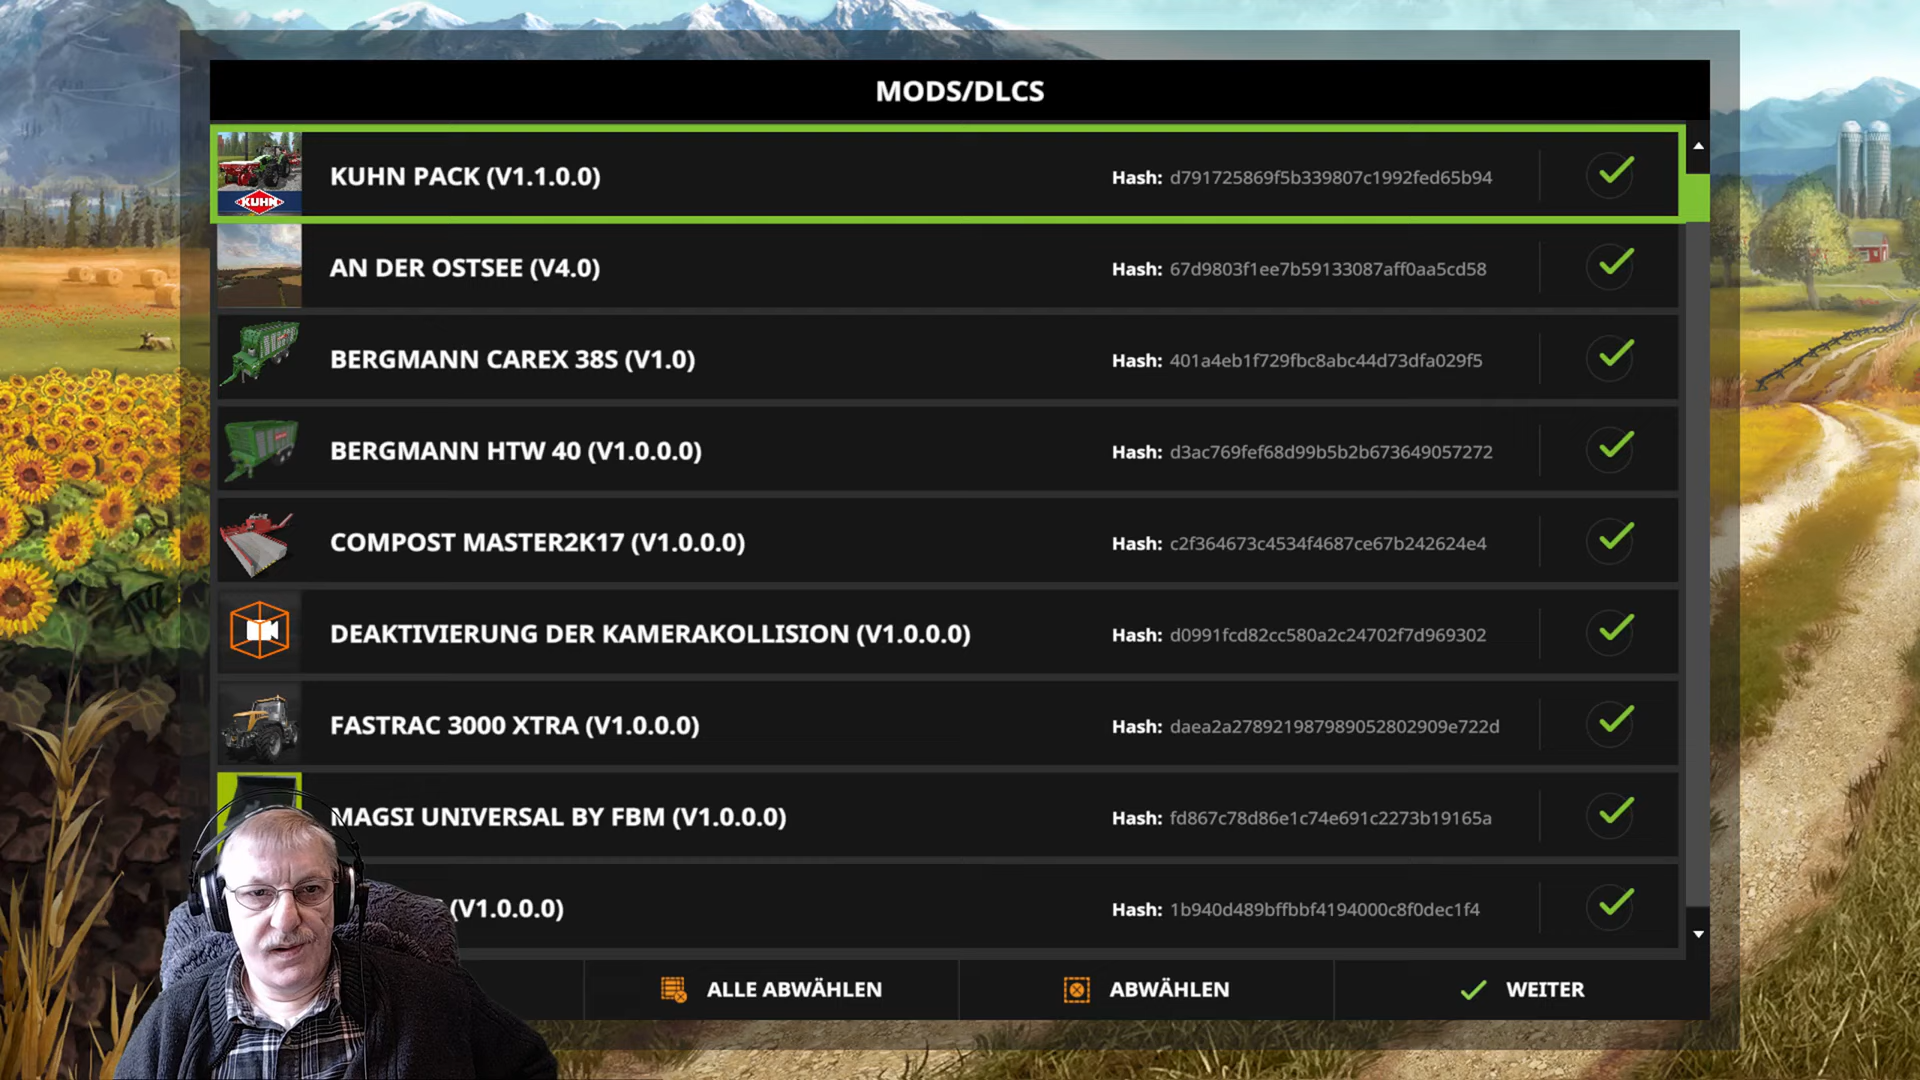 MODS/DLCS
KUHN PACK (V1.1.0.0) Hash: d791725869f5b339807c1992fed65b94
KUHN
AN DER OSTSEE (V4.0) Hash: 67d9803f1ee7b59133087aff0aa5cd58
BERGMANN CAREX 38S (V1.0) Hash: 401a4eb1f729fbc8abc44d73dfa029f5
BERGMANN HTW 40 (V1.0.0.0) Hash: d3ac769fef68d99b5b2b673649057272
COMPOST MASTER2K17 (V1.0.0.0) Hash: c2f364673c4534f4687ce67b242624e4
DEAKTIVIERUNG DER KAMERAKOLLISION (V1.0.0.0) Hash: d0991fcd82cc580a2c24702f7d969302
FASTRAC 3000 XTRA (V1.0.0.0) Hash: daea2a278921987989052802909e722d
MAGSI UNIVERSAL BY FBM (V1.0.0.0) Hash: fd867c78d86e1c74e691c2273b19165a
(V1.0.0.0) Hash: 1b940d489bffbbf4194000c8f0dec1f4
ALLE ABWÄHLEN ABWÄHLEN WEITER